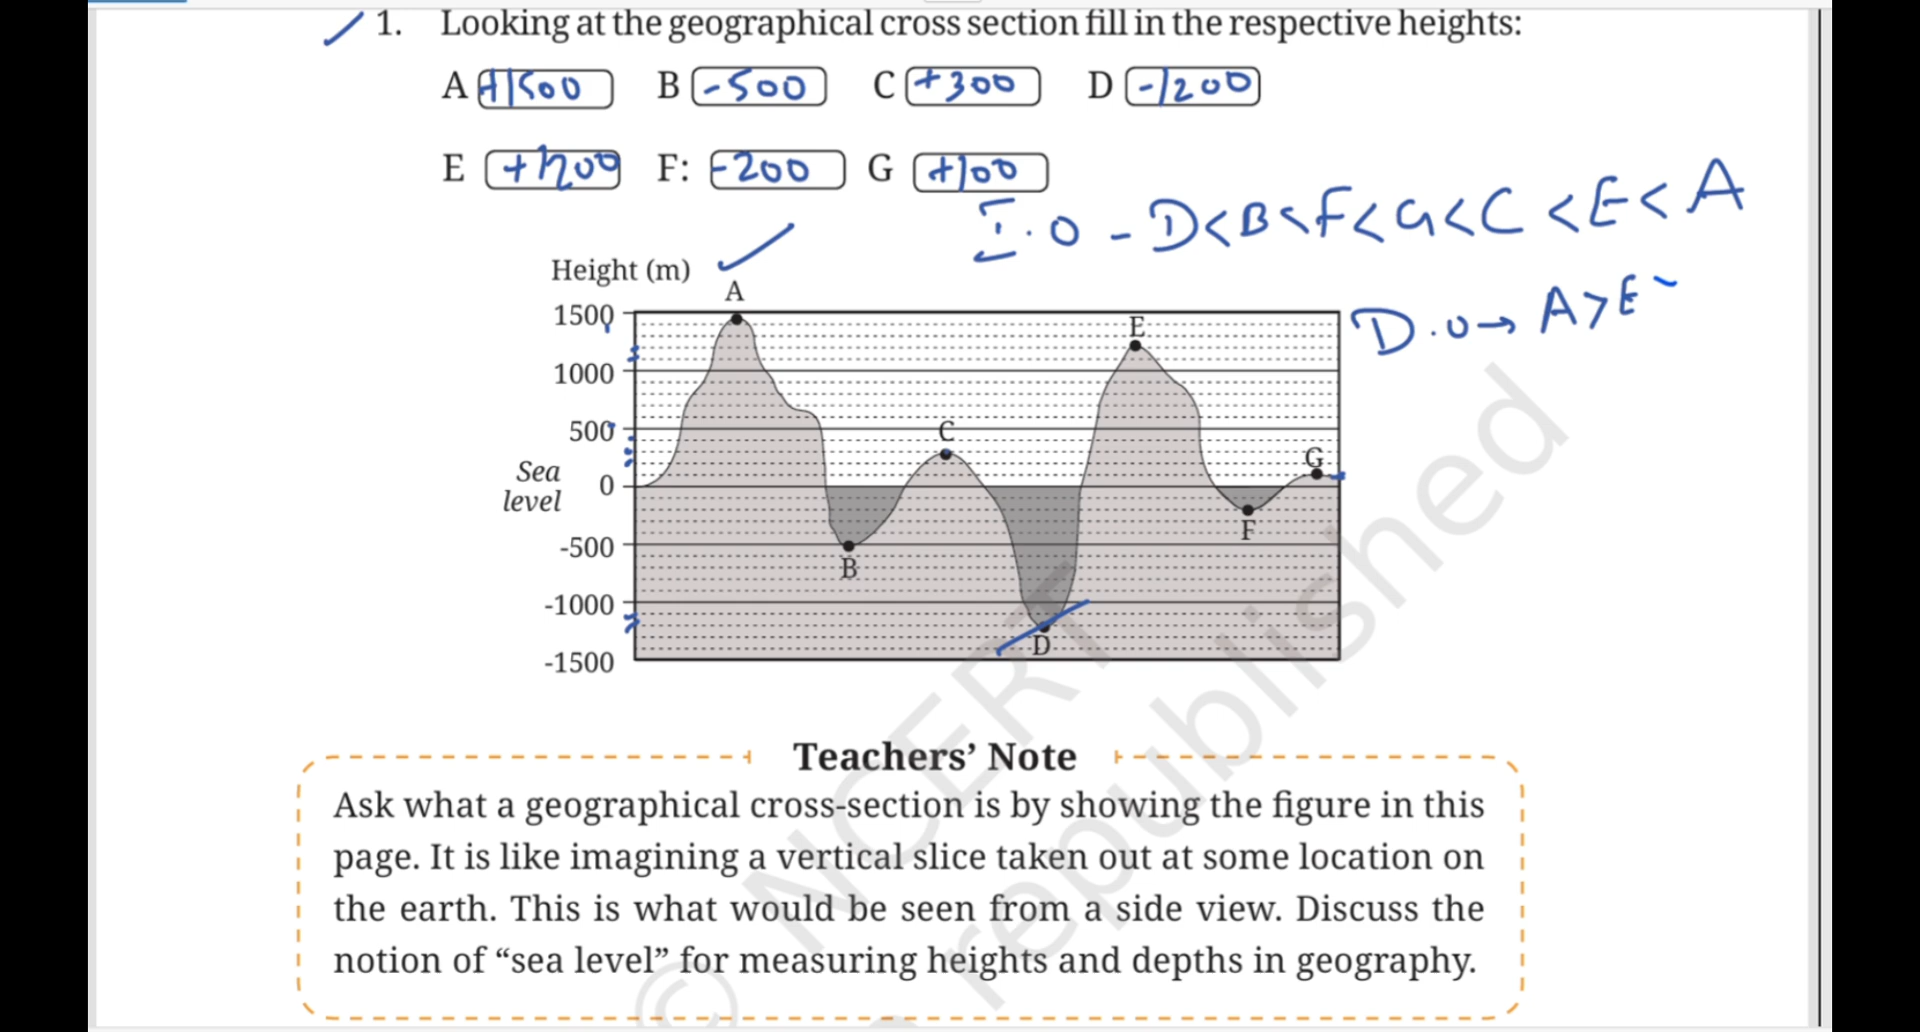 1. Looking at the geographical cross section fill in the respective heights:
A +1500 B -500 C +300 D -1200
E +1200 F: -200 G +100
I.O - D<B<F<G<C<E<A
Height (m)
D.O→ A>E
A
1500
E
1000
C
500
G
Sea level
0
F
-500
B
-1000
D
-1500
Teachers’ Note
Ask what a geographical cross-section is by showing the figure in this
page. It is like imagining a vertical slice taken out at some location on
the earth. This is what would be seen from a side view. Discuss the
notion of “sea level” for measuring heights and depths in geography.
© NCERT
republished